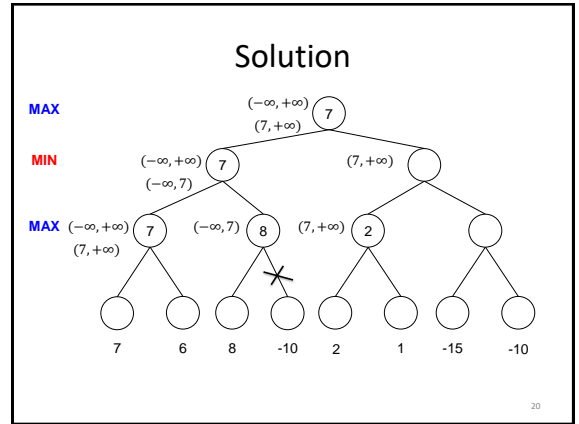 Solution
MAX (−∞, +∞) 7
(7, +∞)
MIN (−∞, +∞) 7 (7, +∞)
(−∞, 7)
MAX (−∞, +∞) 7 (−∞, 7) 8 (7, +∞) 2
(7, +∞)
7 6 8 -10 2 1 -15 -10
20